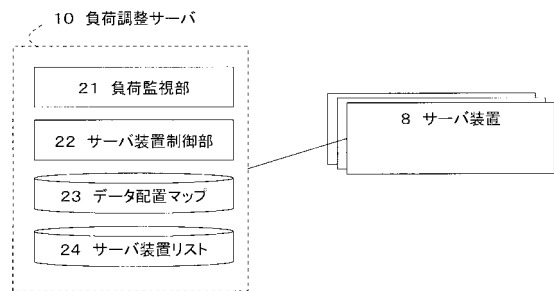 10 負荷調整サーバ
21 負荷監視部
22 サーバ装置制御部
23 データ配置マップ
24 サーバ装置リスト
8 サーバ装置